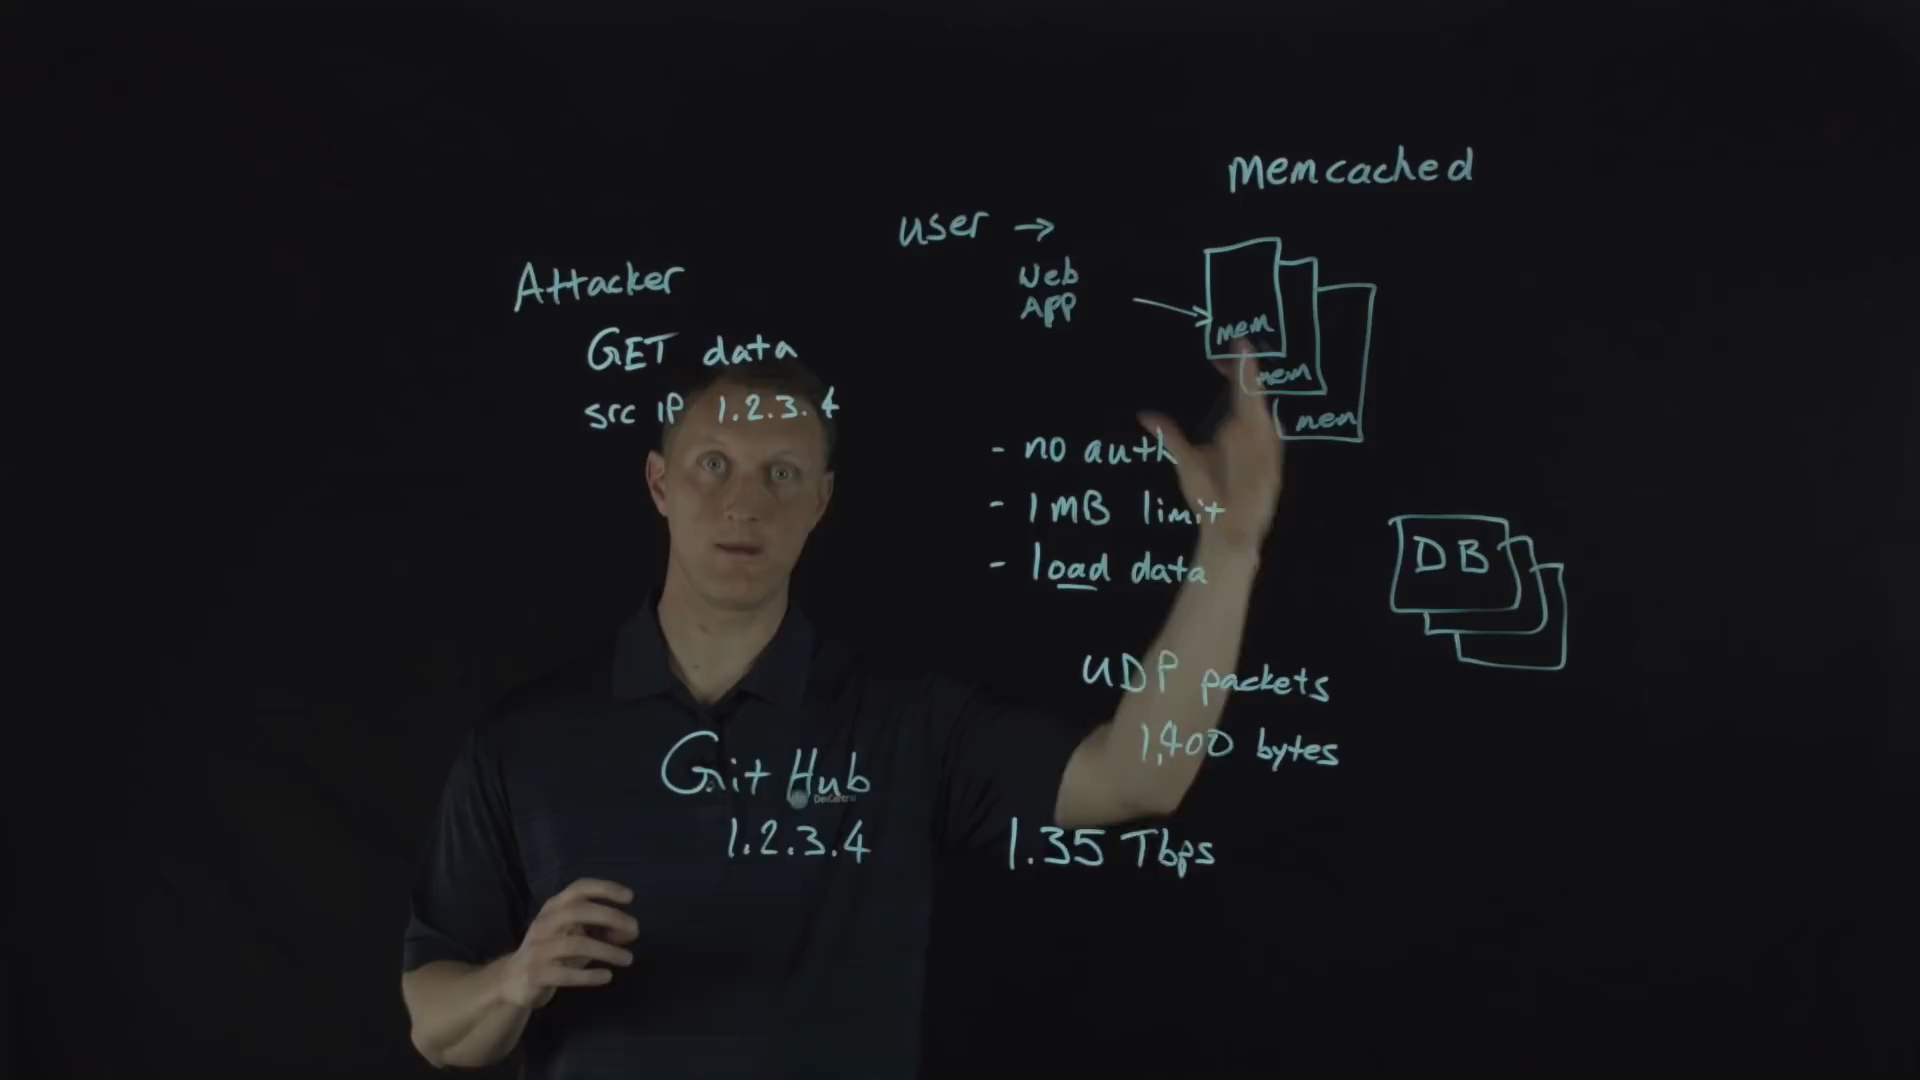 memcached
user →
Web
APP
Attacker
GET data
src IP 1.2.3.4
mem
mem
mem
- no auth
- 1MB limit
- load data
DB
UDP packets
1,400 bytes
GitHub
DevCentral
1.2.3.4
1.35 Tbps